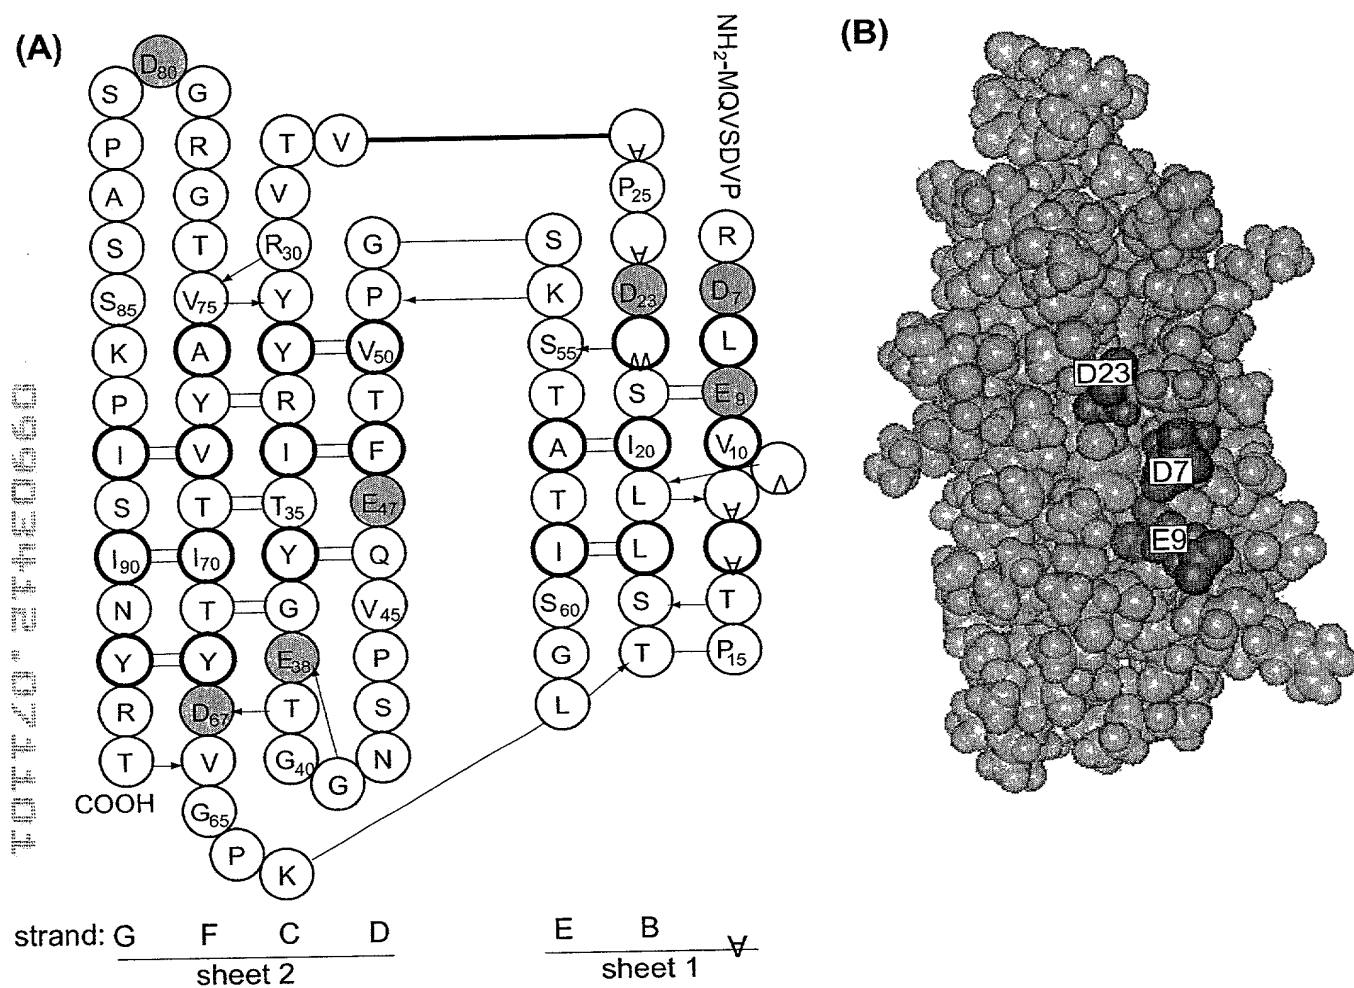 (A)
D80
S
P
A
S
S85
K
P
I
S
I90
N
Y
R
T
COOH
G
R
G
T
V75
A
Y
V
T
I70
T
Y
D67
V
G65
P
K
T V
V
R30
Y
Y
R
I
T35
Y
G
E38
T
G40
G
G
P
V50
T
F
E47
Q
V45
P
S
N
S
K
S55
T
A
T
I
S60
G
L
A
P25
A
D23
W
S
I20
L
L
S
T
NH2-MQVSDVP
R
D7
L
E9
V10
V
A
A
T
P15
strand: G F C D E B A
sheet 2
sheet 1
(B)
D23
D7
E9